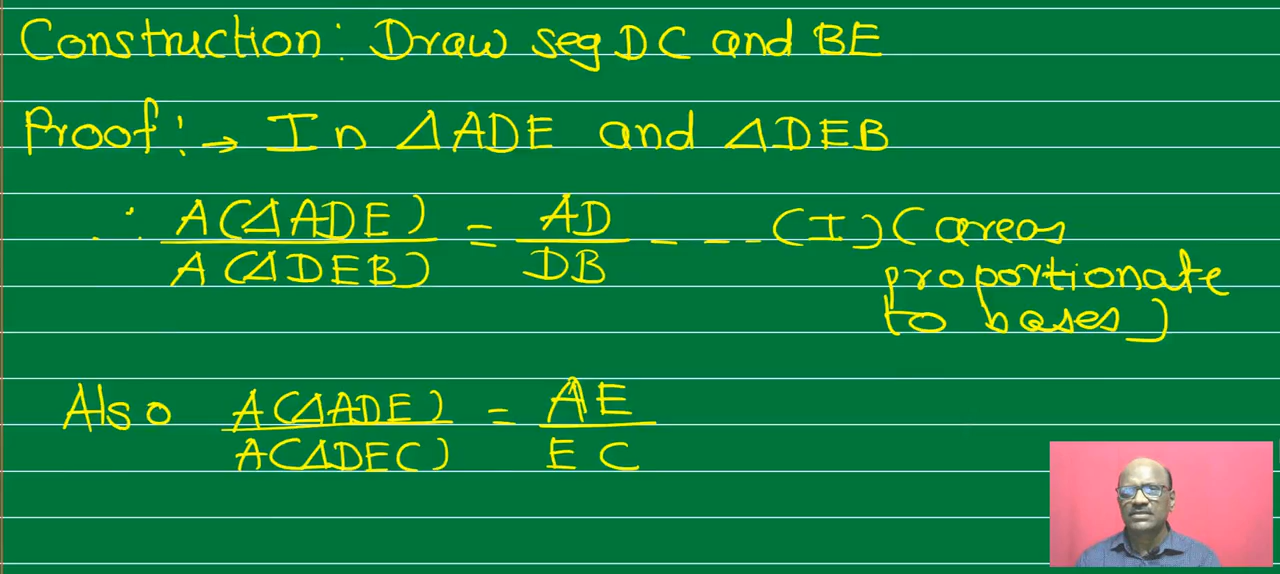 Construction: Draw seg DC and BE
Proof:→ In △ADE and △DEB
∴ A(△ADE) / A(△DEB) = AD / DB ---- (I) (areas
proportionate
to bases)
Also A(△ADE) / A(△DEC) = AE / EC